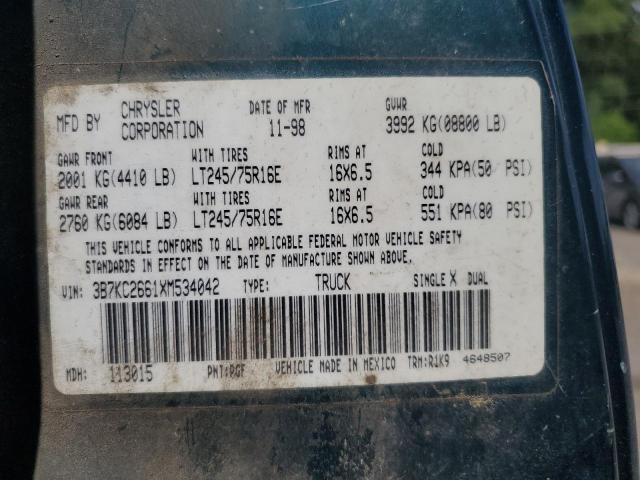 MFD BY CHRYSLER CORPORATION DATE OF MFR 11-98 GVWR 3992 KG(08800 LB)
GAWR FRONT WITH TIRES RIMS AT COLD
2001 KG(4410 LB) LT245/75R16E 16X6.5 344 KPA(50 PSI)
GAWR REAR WITH TIRES RIMS AT COLD
2760 KG(6084 LB) LT245/75R16E 16X6.5 551 KPA(80 PSI)
THIS VEHICLE CONFORMS TO ALL APPLICABLE FEDERAL MOTOR VEHICLE SAFETY
STANDARDS IN EFFECT ON THE DATE OF MANUFACTURE SHOWN ABOVE.
VIN: 3B7KC2661XM534042 TYPE: TRUCK SINGLE X DUAL
MDH: 113015 PNT:PGF VEHICLE MADE IN MEXICO TRM:R1K9 4648507